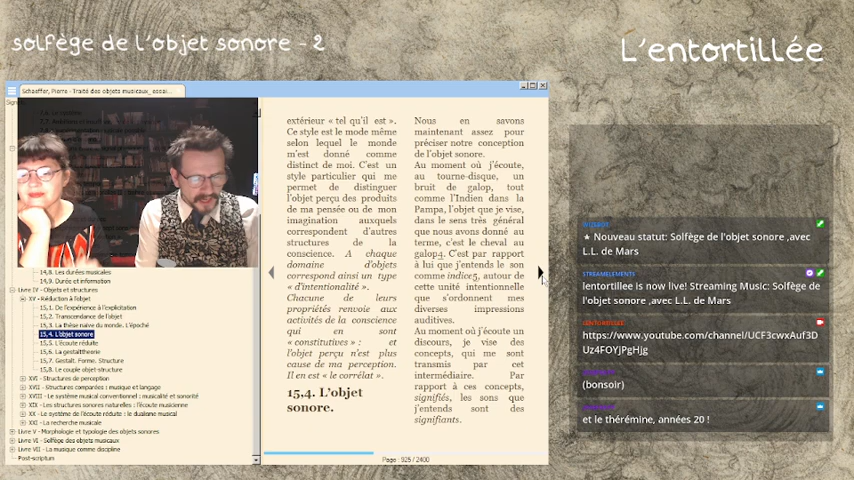 solfège de l'objet sonore - 2
L'entortillée
Schaeffer, Pierre - Traité des objets musicaux_ essai...
14,8. Les durées musicales
14,9. Durée et information
Livre IV - Objets et structures
XV - Réduction à l'objet
15,1. De l'expérience à l'explicitation
15,2. Transcendance de l'objet
15,3. La thèse naïve du monde. L'époché
15,4. L'objet sonore
15,5. L'écoute réduite
15,6. La gestalttheorie
15,7. Gestalt. Forme, Structure
15,8. Le couple objet-structure
XVI - Structures de perception
XVII - Structures comparées : musique et langage
XVIII - Le système musical conventionnel : musicalité et sonorité
XIX - Les structures sonores naturelles : l'écoute musicienne
XX - Le système de l'écoute réduite : le dualisme musical
XXI - La recherche musicale
Livre V - Morphologie et typologie des objets sonores
Livre VI - Solfège des objets musicaux
Livre VII - La musique comme discipline
Post-scriptum
extérieur « tel qu'il est ».
Ce style est le mode même
selon lequel le monde
m'est donné comme
distinct de moi. C'est un
style particulier qui me
permet de distinguer
l'objet perçu des produits
de ma pensée ou de mon
imagination auxquels
correspondent d'autres
structures de la
conscience. A chaque
domaine d'objets
correspond ainsi un type
« d'intentionalité ».
Chacune de leurs
propriétés renvoie aux
activités de la conscience
qui en sont
« constitutives » : et
l'objet perçu n'est plus
cause de ma perception.
Il en est « le corrélat ».
15,4. L'objet
sonore.
Nous en savons
maintenant assez pour
préciser notre conception
de l'objet sonore.
Au moment où j'écoute,
au tourne-disque, un
bruit de galop, tout
comme l'Indien dans la
Pampa, l'objet que je vise,
dans le sens très général
que nous avons donné au
terme, c'est le cheval au
galop4. C'est par rapport
à lui que j'entends le son
comme indice5, autour de
cette unité intentionnelle
que s'ordonnent mes
diverses impressions
auditives.
Au moment où j'écoute un
discours, je vise des
concepts, qui me sont
transmis par cet
intermédiaire. Par
rapport à ces concepts,
signifiés, les sons que
j'entends sont des
signifiants.
Page : 925 / 2400
★ Nouveau statut: Solfège de l'objet sonore ,avec
L.L. de Mars
STREAMELEMENTS
lentortillee is now live! Streaming Music: Solfège de
l'objet sonore ,avec L.L. de Mars
https://www.youtube.com/channel/UCF3cwxAuf3D
Uz4FOYJPgHJg
(bonsoir)
et le thérémine, années 20 !